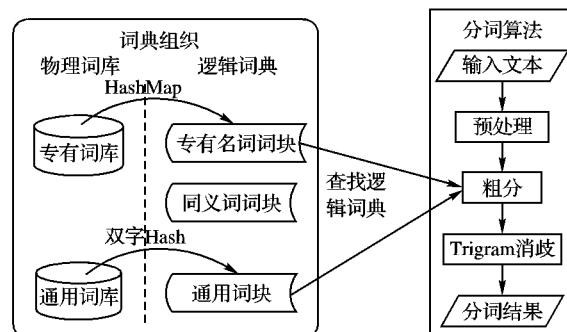 词典组织
物理词库
逻辑词典
HashMap
专有词库
专有名词词块
同义词词块
双字Hash
通用词库
通用词块
查找逻
辑词典
分词算法
输入文本
预处理
粗分
Trigram消歧
分词结果